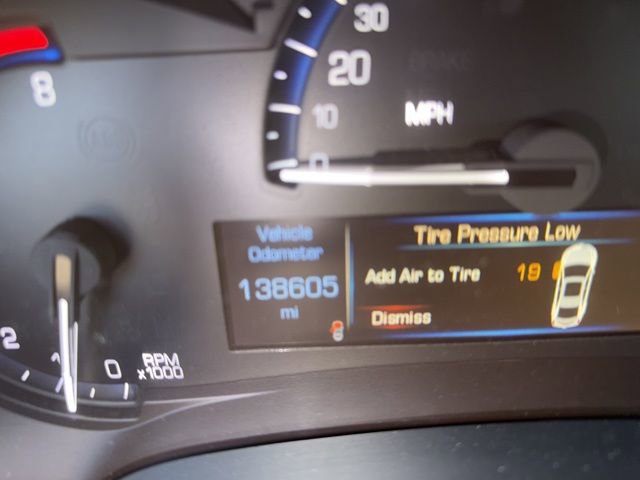 30
20
10
0
MPH
8
2
1
0
RPM
x1000
Vehicle
Odometer
138605
mi
Tire Pressure Low
Add Air to Tire 19
Dismiss